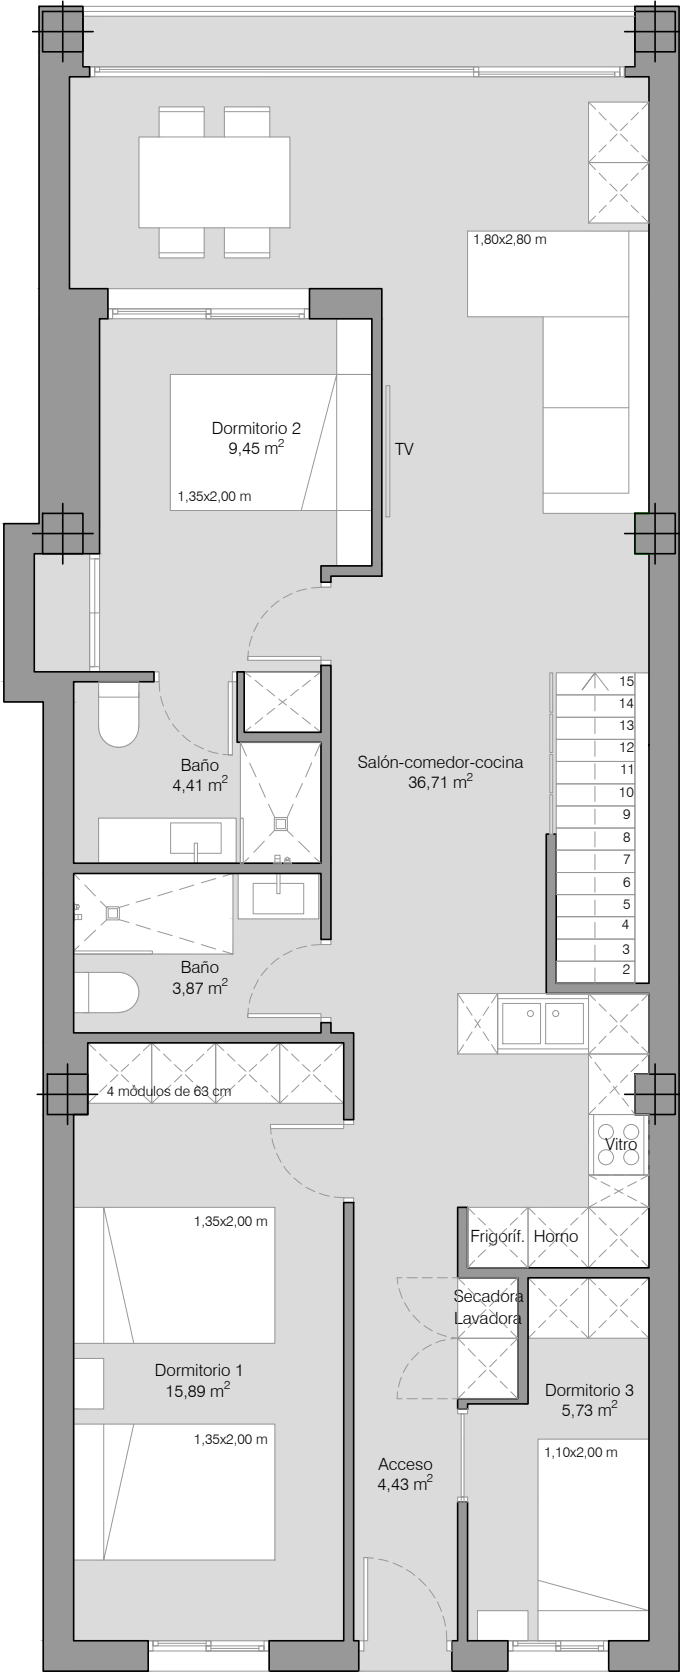 1,80x2,80 m
Dormitorio 2
9,45 m²
TV
1,35x2,00 m
15
14
13
12
11
10
9
8
7
6
5
4
3
2
Salón-comedor-cocina
36,71 m²
Baño
4,41 m²
Baño
3,87 m²
4 módulos de 63 cm
Vitro
1,35x2,00 m
Frigoríf. Horno
Secadora
Lavadora
Dormitorio 1
15,89 m²
Dormitorio 3
5,73 m²
1,35x2,00 m
1,10x2,00 m
Acceso
4,43 m²